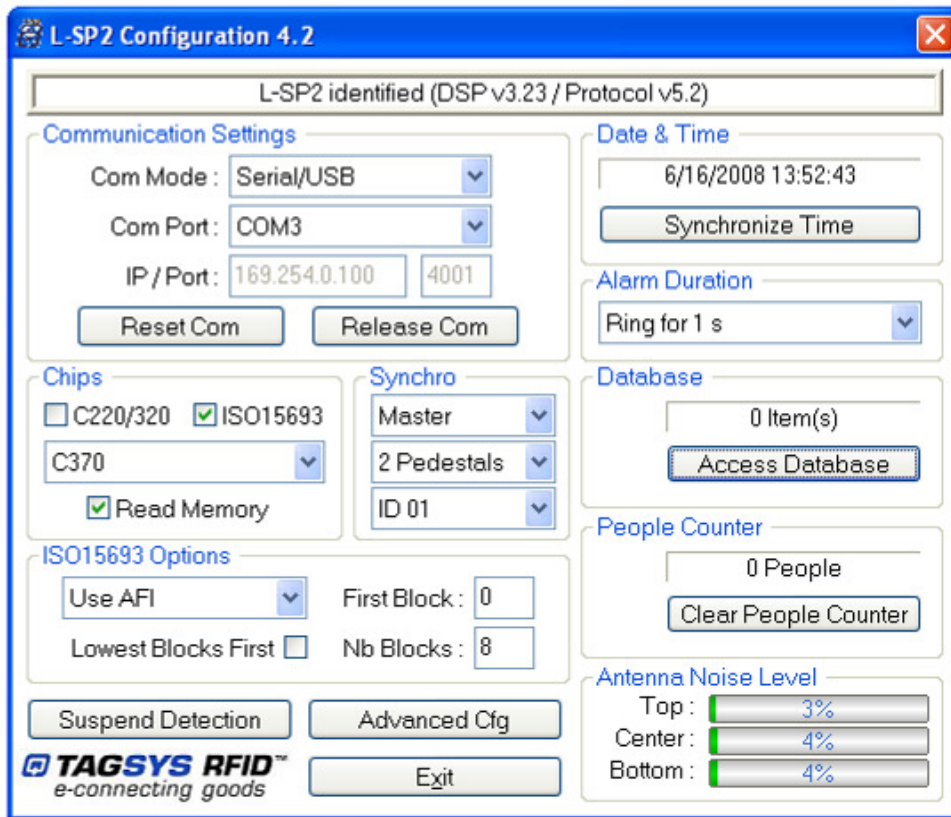 L-SP2 Configuration 4.2
L-SP2 identified (DSP v3.23 / Protocol v5.2)
Communication Settings
Com Mode : Serial/USB
Com Port : COM3
IP / Port : 169.254.0.100 4001
Reset Com Release Com
Date & Time
6/16/2008 13:52:43
Synchronize Time
Alarm Duration
Ring for 1 s
Chips
C220/320 ISO15693
C370
Read Memory
Synchro
Master
2 Pedestals
ID 01
Database
0 Item(s)
Access Database
ISO15693 Options
Use AFI First Block : 0
Lowest Blocks First Nb Blocks : 8
People Counter
0 People
Clear People Counter
Suspend Detection Advanced Cfg
TAGSYS RFID™
e-connecting goods
Exit
Antenna Noise Level
Top : 3%
Center : 4%
Bottom : 4%